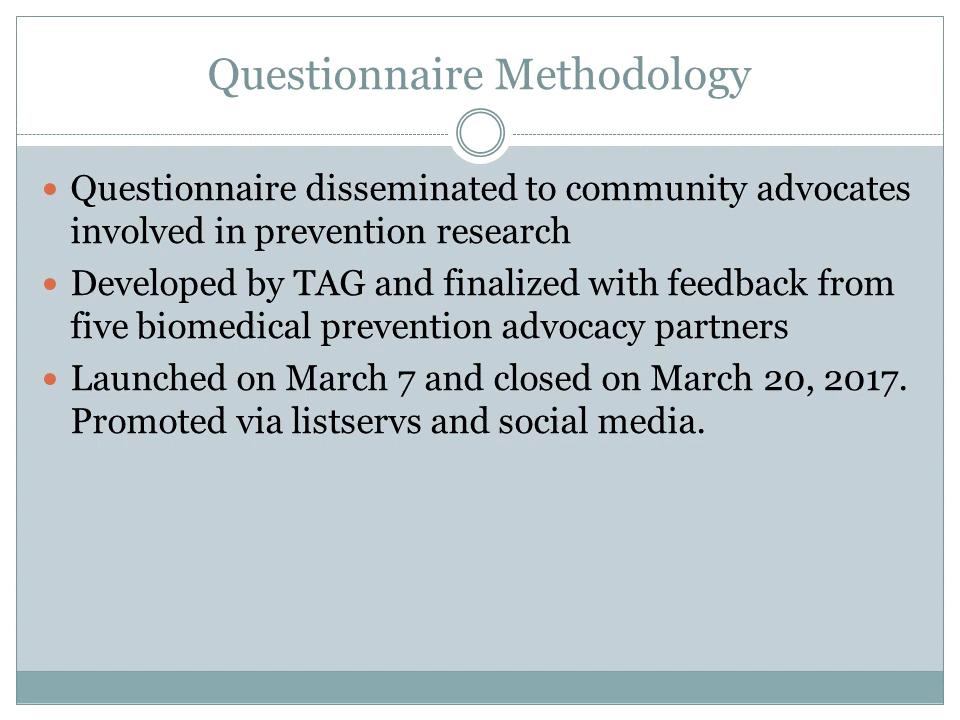 Questionnaire Methodology
• Questionnaire disseminated to community advocates
involved in prevention research
• Developed by TAG and finalized with feedback from
five biomedical prevention advocacy partners
• Launched on March 7 and closed on March 20, 2017.
Promoted via listservs and social media.